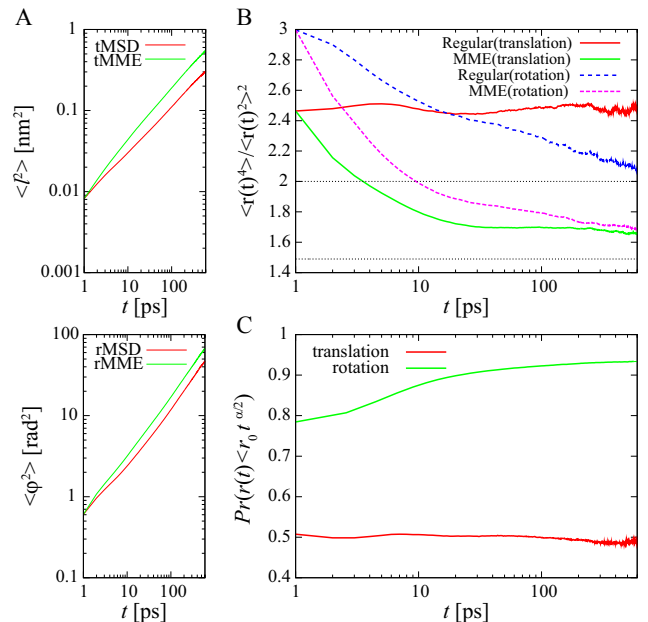 A
<l²> [nm²]
1
0.1
0.01
0.001
tMSD
tMME
1
10
100
t [ps]
<φ²> [rad²]
100
10
1
0.1
rMSD
rMME
1
10
100
t [ps]
B
<r(t)⁴>/<r(t)²>²
3
2.8
2.6
2.4
2.2
2
1.8
1.6
1.4
Regular(translation)
MME(translation)
Regular(rotation)
MME(rotation)
1
10
100
t [ps]
C
Pr(r(t)<r₀ t^α/2)
1
0.9
0.8
0.7
0.6
0.5
0.4
translation
rotation
1
10
100
t [ps]